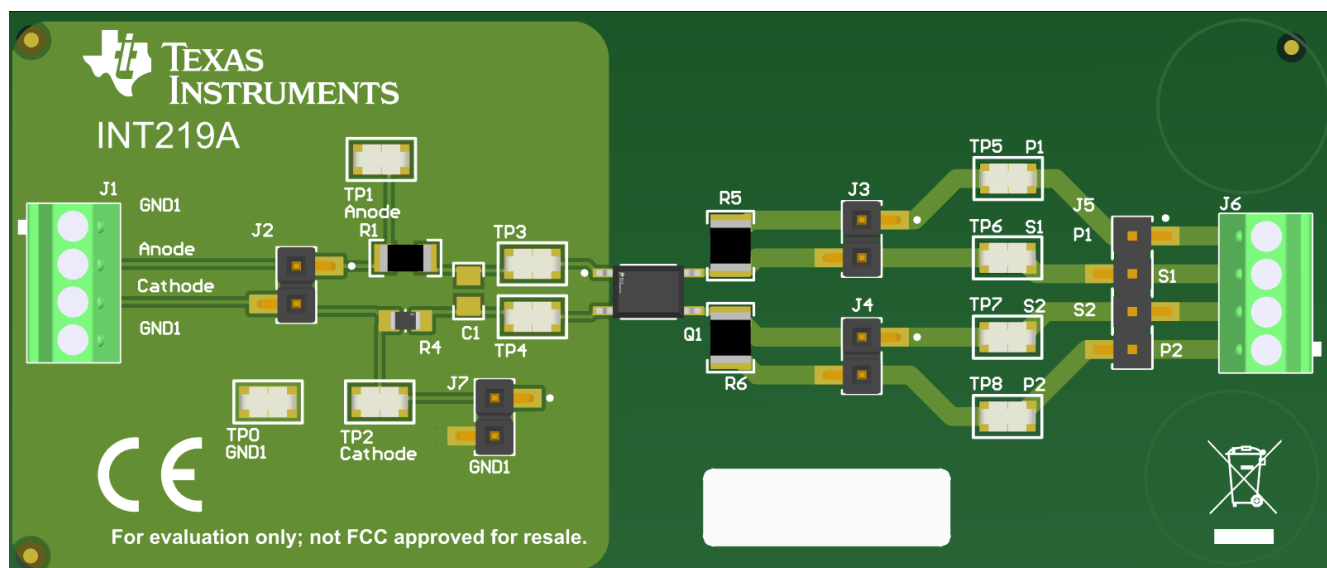 TEXAS
INSTRUMENTS
INT219A
J1
GND1
Anode
Cathode
GND1
J2
TP1
Anode
R1
TP3
C1
R4
TP4
TP0
GND1
TP2
Cathode
J7
GND1
For evaluation only; not FCC approved for resale.
Q1
R5
R6
J3
J4
TP5 P1
TP6 S1
TP7 S2
TP8 P2
J5
P1
S1
S2
P2
J6
CE